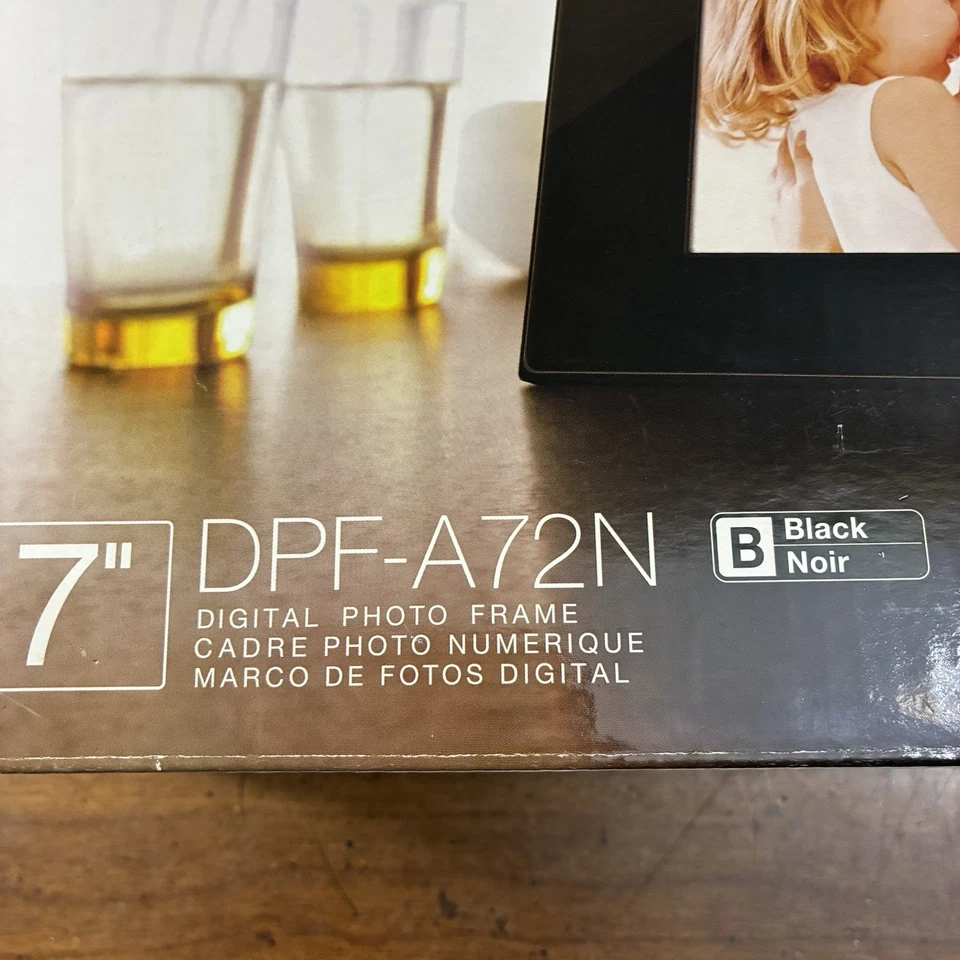 7"
DPF-A72N
DIGITAL PHOTO FRAME
CADRE PHOTO NUMERIQUE
MARCO DE FOTOS DIGITAL
B
Black
Noir